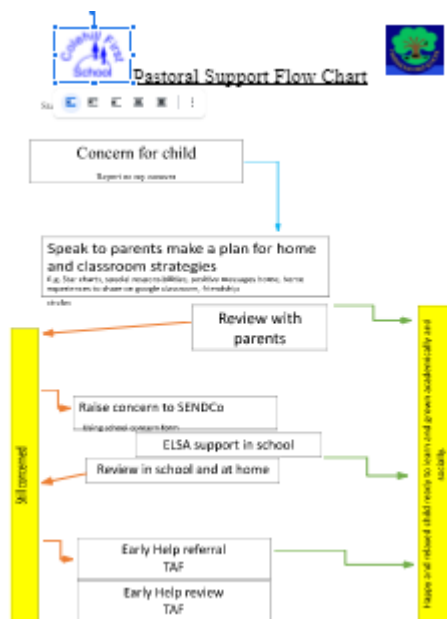 Colehill First
School
Pastoral Support Flow Chart
Concern for child
Speak to parents make a plan for home
and classroom strategies
E.g. Star charts, special responsibilities, positive messages home, home
experiences to share on google classroom, friendship
circles
Review with
parents
Raise concern to SENDCo
Using school concern form
ELSA support in school
Review in school and at home
Still concerned
Happy and relaxed child ready to learn and grown academically and
socially.
Early Help referral
TAF
Early Help review
TAF